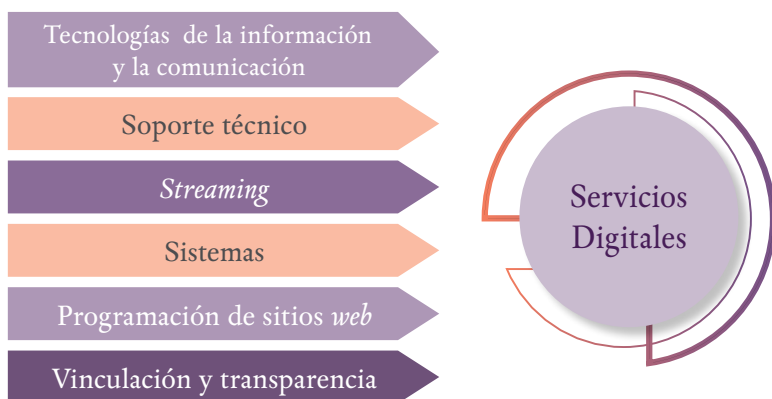 Tecnologías de la información
y la comunicación
Soporte técnico
Streaming
Sistemas
Programación de sitios web
Vinculación y transparencia
Servicios
Digitales